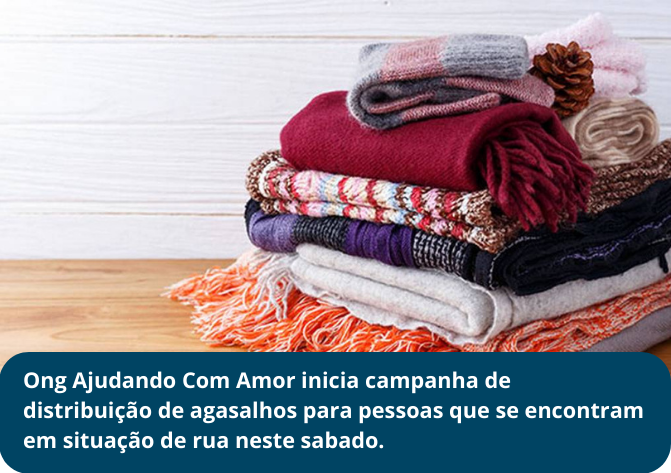 Ong Ajudando Com Amor inicia campanha de
distribuição de agasalhos para pessoas que se encontram
em situação de rua neste sabado.